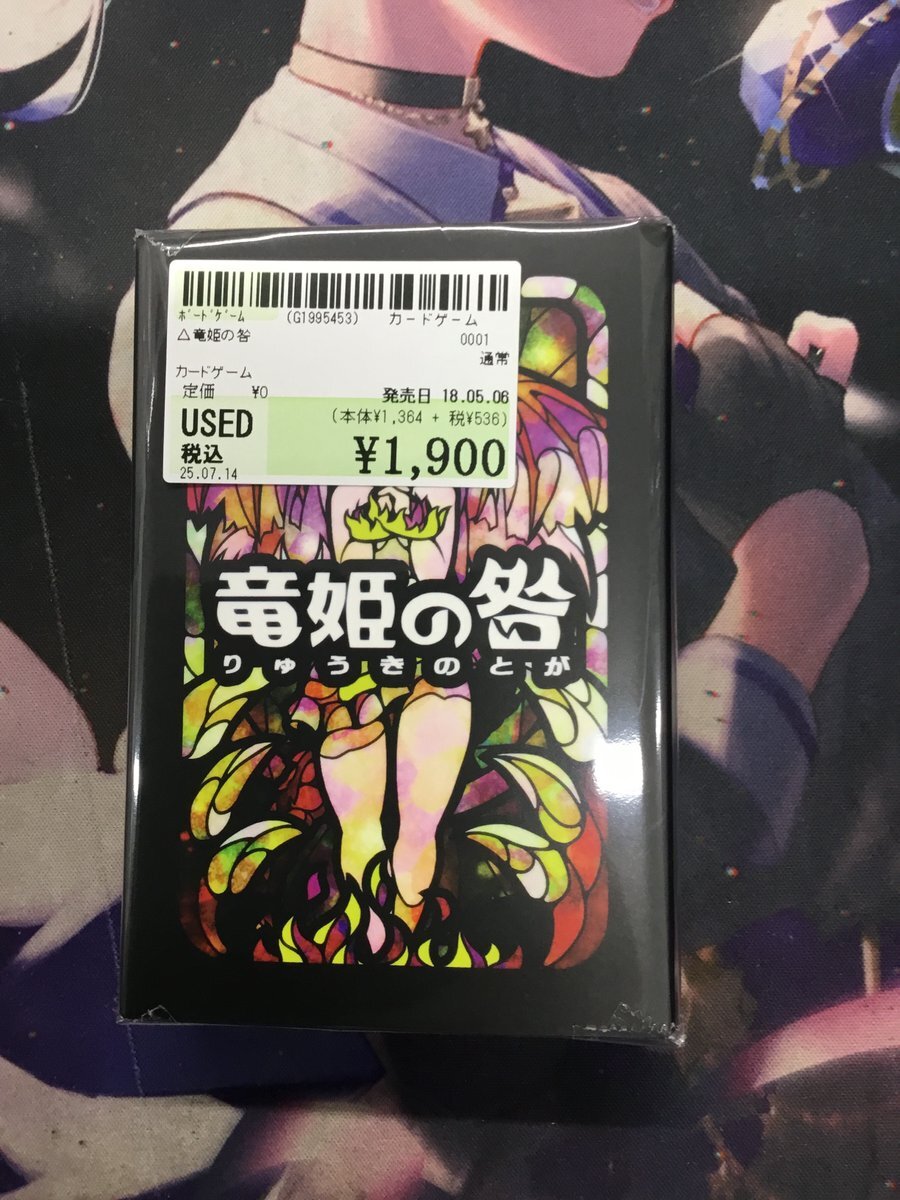 ﾎﾞｰﾄﾞｹﾞｰﾑ (G1995453) カードゲーム
△竜姫の咎 0001
通常
カードゲーム
定価 ¥0 発売日 18.05.06
USED (本体¥1,364 + 税¥536)
税込 ¥1,900
25.07.14
竜姫の咎
りゅうきのとが